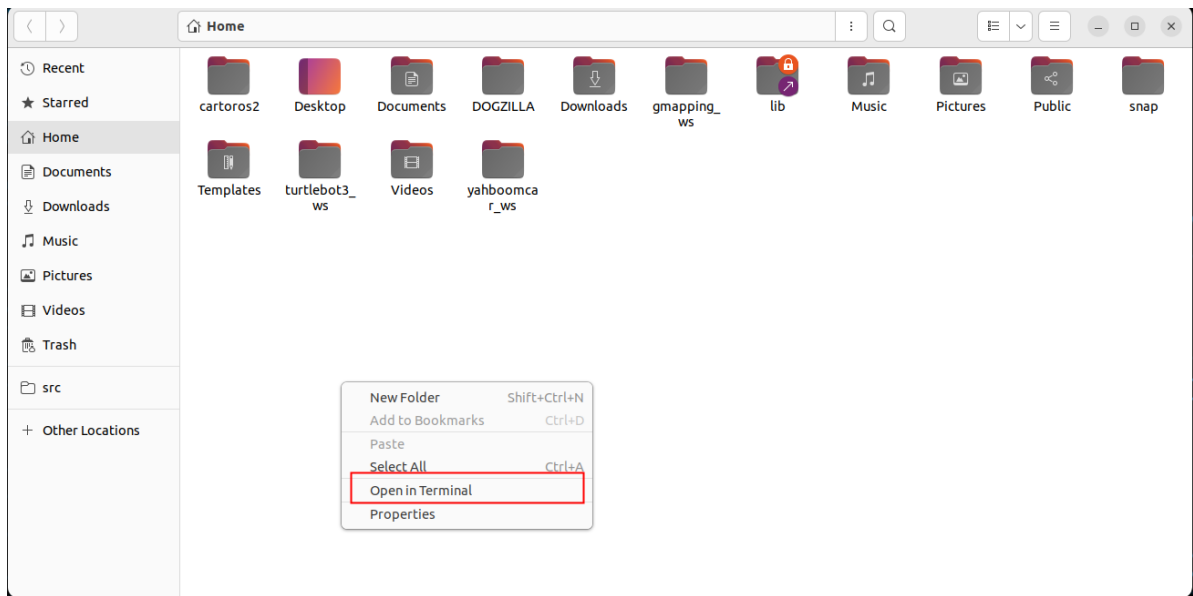 Home
Recent
Starred
Home
Documents
Downloads
Music
Pictures
Videos
Trash
src
Other Locations
cartoros2 Desktop Documents DOGZILLA Downloads gmapping_ lib Music Pictures Public snap
ws
Templates turtlebot3_ Videos yahboomca
ws r_ws
New Folder Shift+Ctrl+N
Add to Bookmarks Ctrl+D
Paste
Select All Ctrl+A
Open in Terminal
Properties